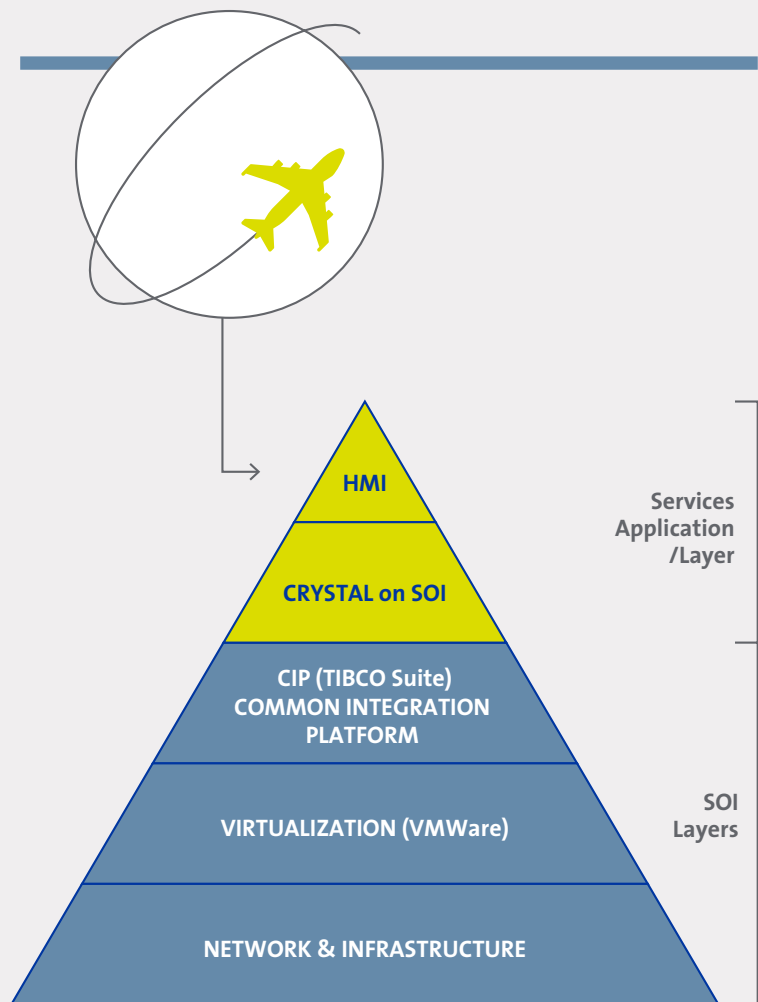 HMI
Services
Application
/Layer
CRYSTAL on SOI
CIP (TIBCO Suite)
COMMON INTEGRATION
PLATFORM
SOI
Layers
VIRTUALIZATION (VMWare)
NETWORK & INFRASTRUCTURE